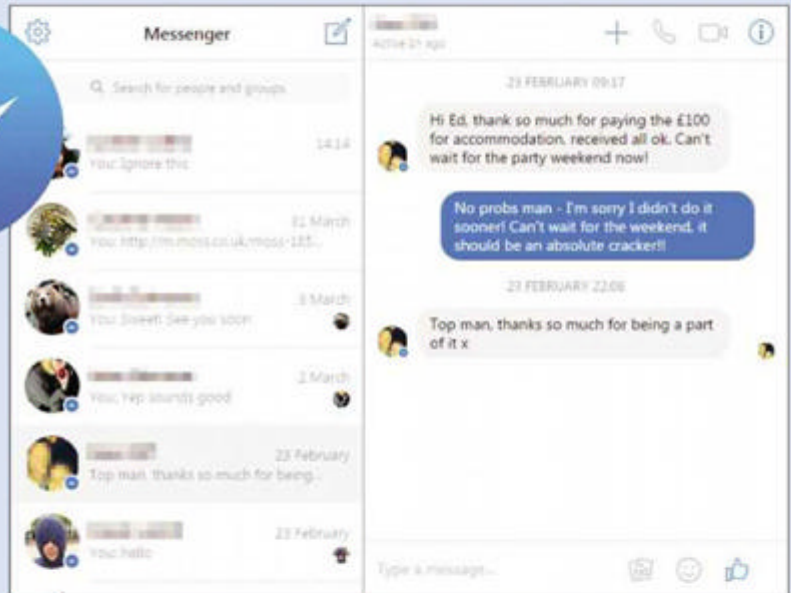 Messenger
Search for people and groups
14:14
You: Ignore this
31 March
You: http://m.moss.co.uk/moss-185...
3 March
You: Sweet! See you soon
2 March
You: Yep sounds good
23 February
Top man, thanks so much for being...
23 February
You: hello
Active 1h ago
23 FEBRUARY 09:17
Hi Ed, thank so much for paying the £100
for accommodation, received all ok. Can't
wait for the party weekend now!
No probs man - I'm sorry I didn't do it
sooner! Can't wait for the weekend, it
should be an absolute cracker!!
23 FEBRUARY 22:06
Top man, thanks so much for being a part
of it x
Type a message...